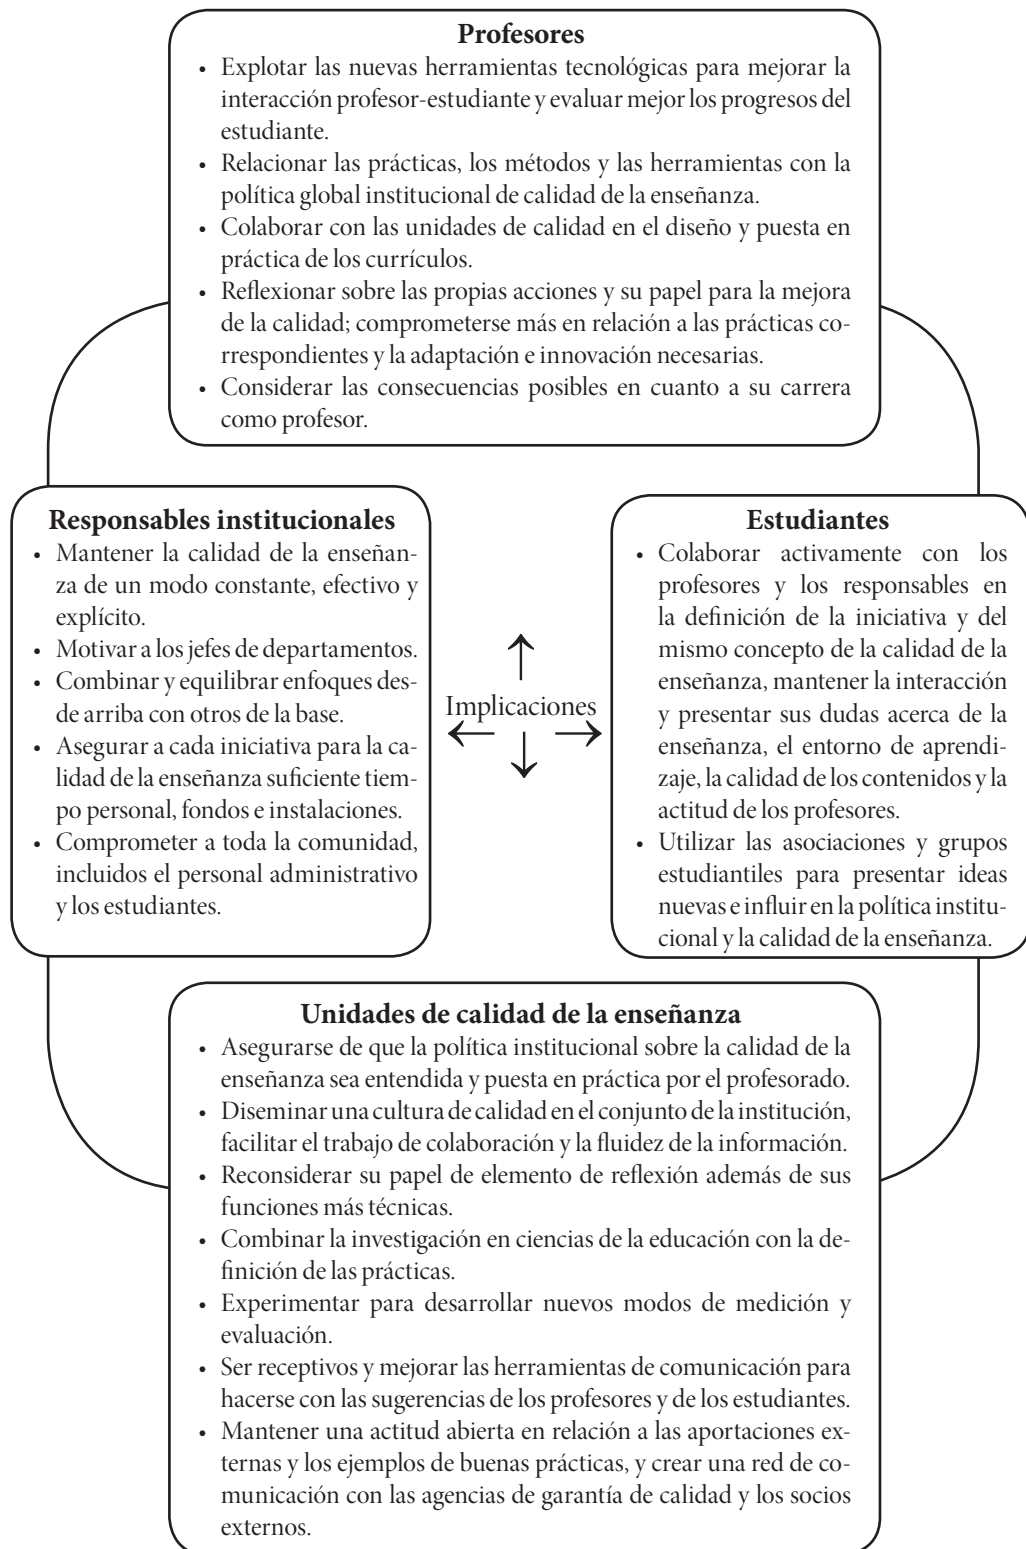 Profesores
• Explotar las nuevas herramientas tecnológicas para mejorar la
interacción profesor-estudiante y evaluar mejor los progresos del
estudiante.
• Relacionar las prácticas, los métodos y las herramientas con la
política global institucional de calidad de la enseñanza.
• Colaborar con las unidades de calidad en el diseño y puesta en
práctica de los currículos.
• Reflexionar sobre las propias acciones y su papel para la mejora
de la calidad; comprometerse más en relación a las prácticas co-
rrespondientes y la adaptación e innovación necesarias.
• Considerar las consecuencias posibles en cuanto a su carrera
como profesor.
Responsables institucionales
• Mantener la calidad de la enseñan-
za de un modo constante, efectivo y
explícito.
• Motivar a los jefes de departamentos.
• Combinar y equilibrar enfoques des-
de arriba con otros de la base.
• Asegurar a cada iniciativa para la ca-
lidad de la enseñanza suficiente tiem-
po personal, fondos e instalaciones.
• Comprometer a toda la comunidad,
incluidos el personal administrativo
y los estudiantes.
Implicaciones
Estudiantes
• Colaborar activamente con los
profesores y los responsables en
la definición de la iniciativa y del
mismo concepto de la calidad de la
enseñanza, mantener la interacción
y presentar sus dudas acerca de la
enseñanza, el entorno de aprendi-
zaje, la calidad de los contenidos y la
actitud de los profesores.
• Utilizar las asociaciones y grupos
estudiantiles para presentar ideas
nuevas e influir en la política institu-
cional y la calidad de la enseñanza.
Unidades de calidad de la enseñanza
• Asegurarse de que la política institucional sobre la calidad de la
enseñanza sea entendida y puesta en práctica por el profesorado.
• Diseminar una cultura de calidad en el conjunto de la institución,
facilitar el trabajo de colaboración y la fluidez de la información.
• Reconsiderar su papel de elemento de reflexión además de sus
funciones más técnicas.
• Combinar la investigación en ciencias de la educación con la de-
finición de las prácticas.
• Experimentar para desarrollar nuevos modos de medición y
evaluación.
• Ser receptivos y mejorar las herramientas de comunicación para
hacerse con las sugerencias de los profesores y de los estudiantes.
• Mantener una actitud abierta en relación a las aportaciones ex-
ternas y los ejemplos de buenas prácticas, y crear una red de co-
municación con las agencias de garantía de calidad y los socios
externos.